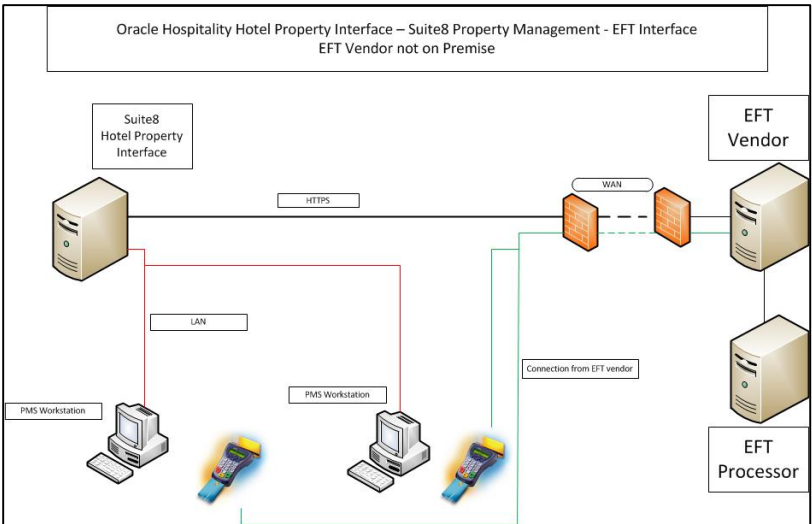 Oracle Hospitality Hotel Property Interface – Suite8 Property Management - EFT Interface
EFT Vendor not on Premise
Suite8
Hotel Property
Interface
EFT
Vendor
WAN
HTTPS
LAN
Connection from EFT vendor
PMS Workstation
PMS Workstation
EFT
Processor